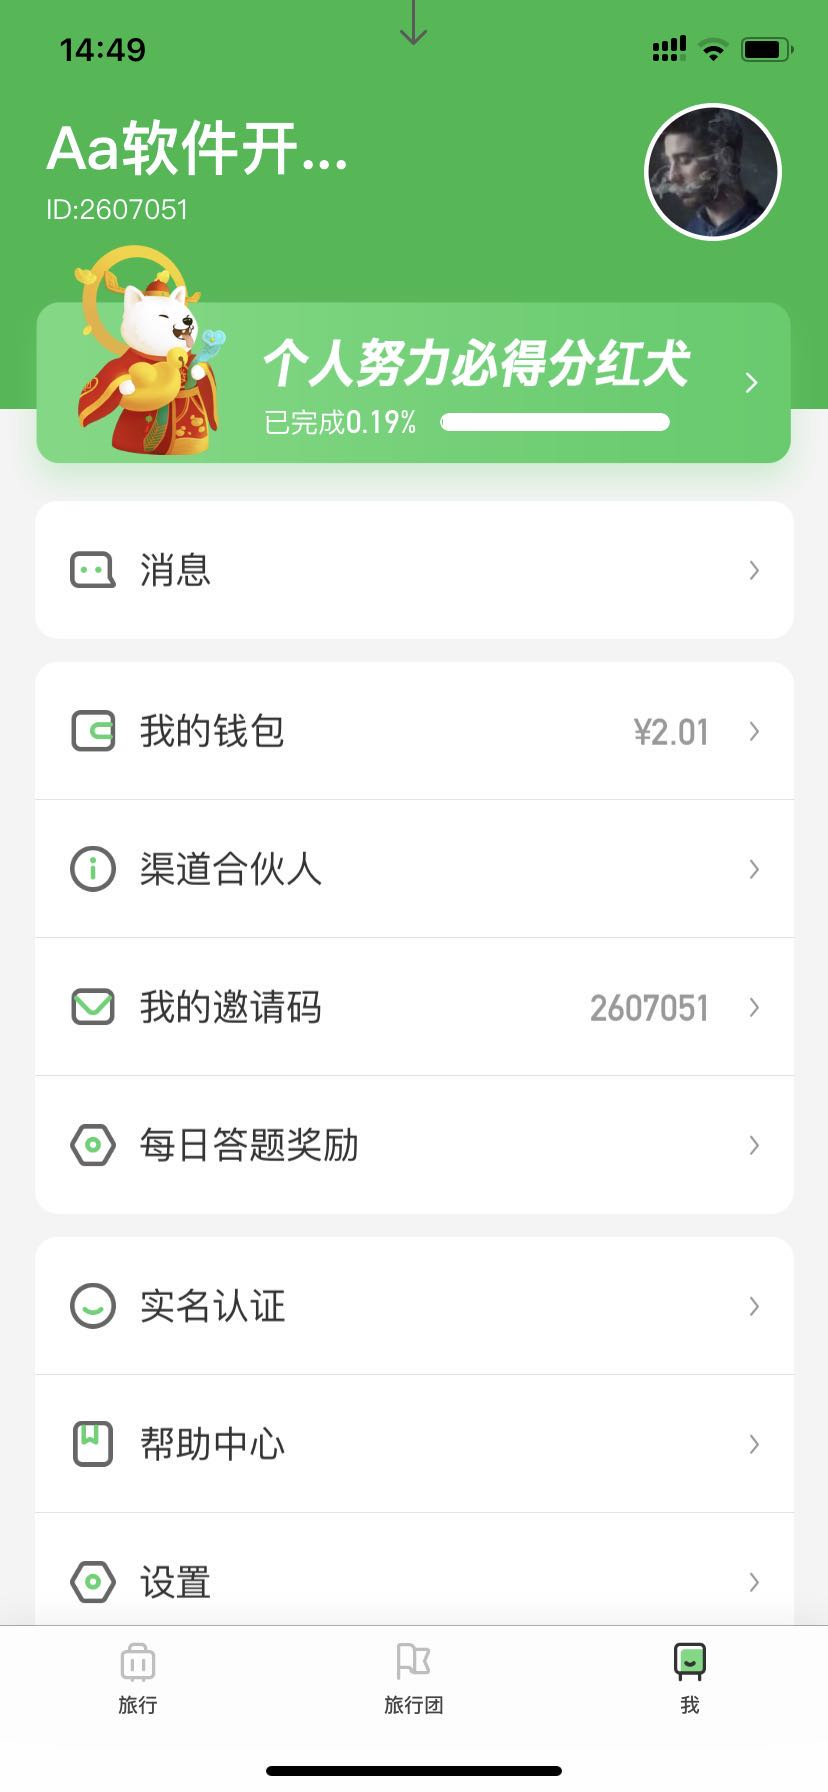 14:49
Aa软件开...
ID:2607051
个人努力必得分红犬
已完成0.19%
消息
我的钱包
¥2.01
渠道合伙人
我的邀请码
2607051
每日答题奖励
实名认证
帮助中心
设置
旅行
旅行团
我